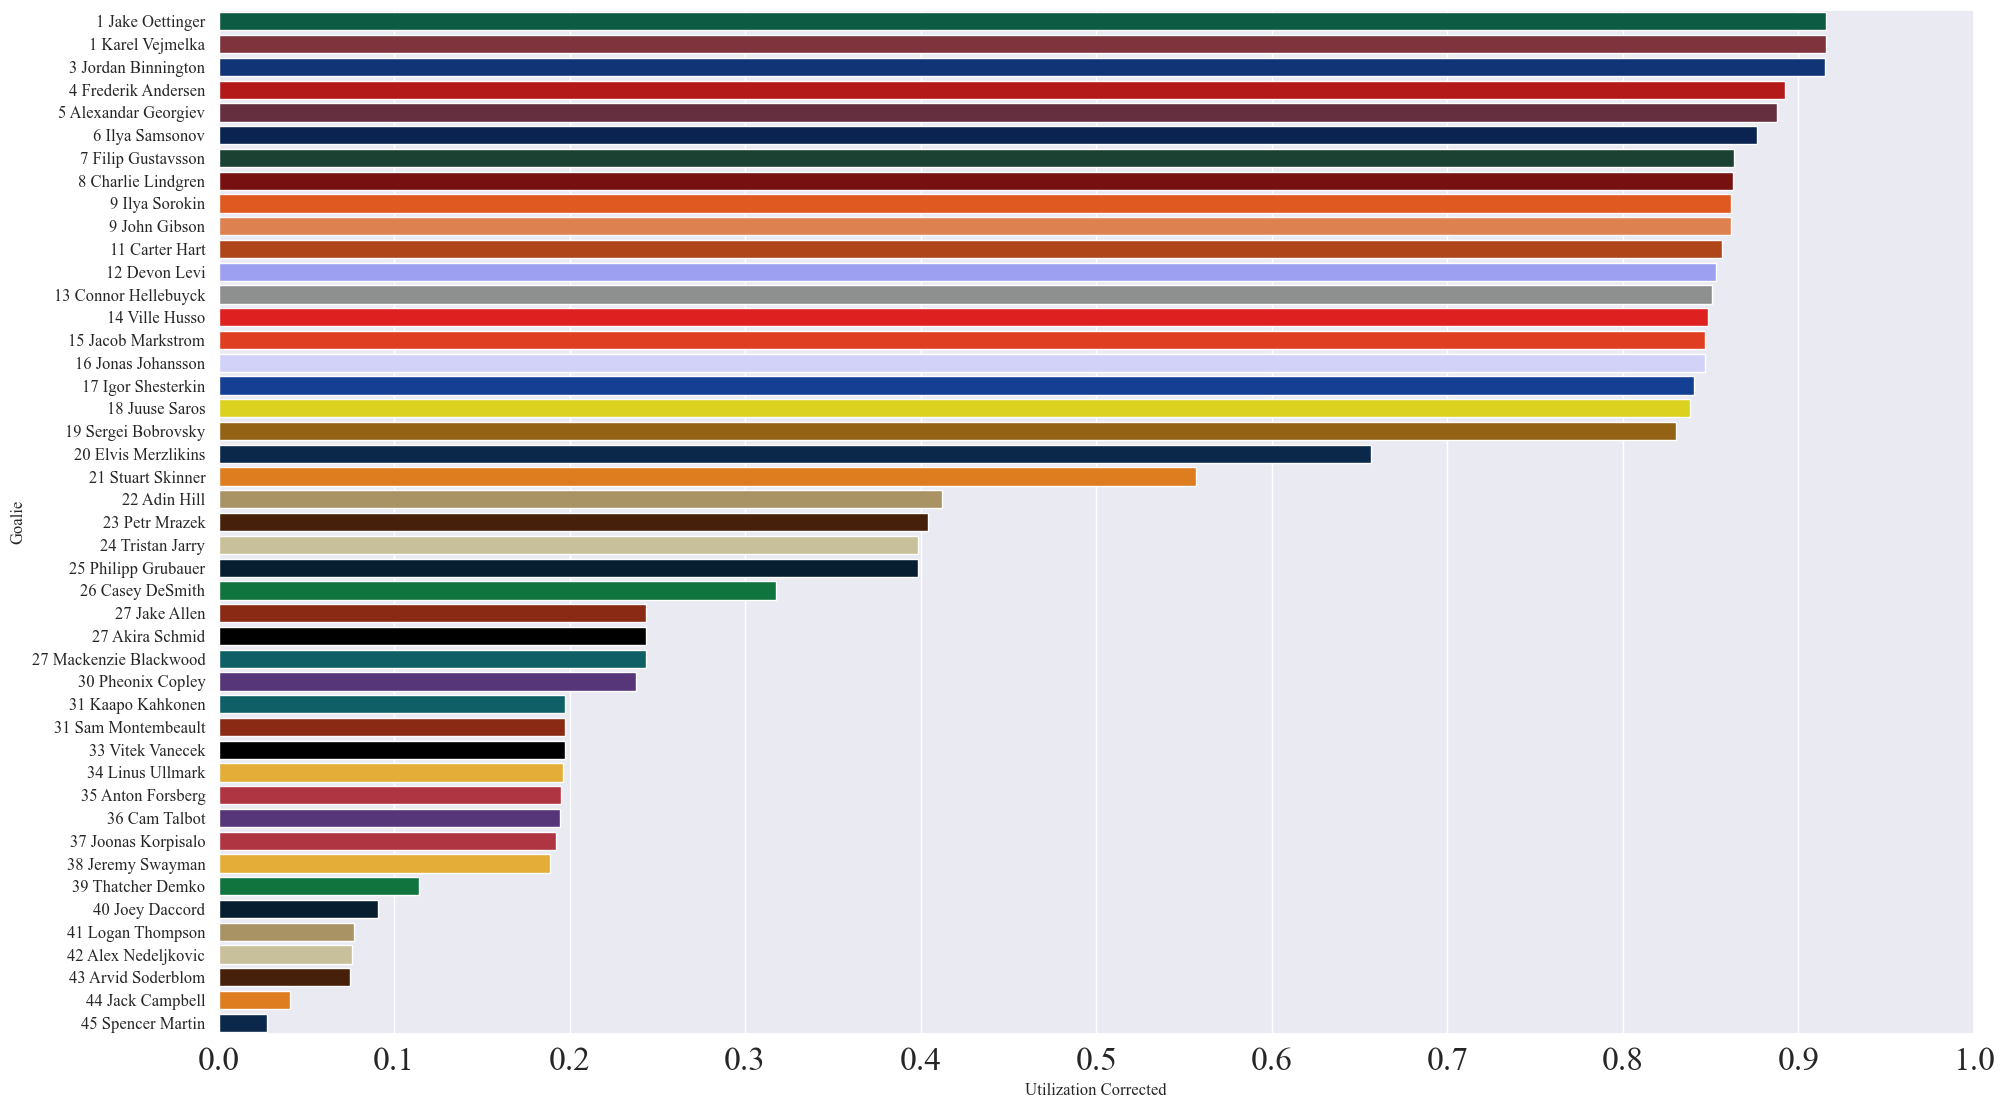 1 Jake Oettinger
1 Karel Vejmelka
3 Jordan Binnington
4 Frederik Andersen
5 Alexandar Georgiev
6 Ilya Samsonov
7 Filip Gustavsson
8 Charlie Lindgren
9 Ilya Sorokin
9 John Gibson
11 Carter Hart
12 Devon Levi
13 Connor Hellebuyck
14 Ville Husso
15 Jacob Markstrom
16 Jonas Johansson
17 Igor Shesterkin
18 Juuse Saros
19 Sergei Bobrovsky
20 Elvis Merzlikins
21 Stuart Skinner
22 Adin Hill
23 Petr Mrazek
24 Tristan Jarry
25 Philipp Grubauer
26 Casey DeSmith
27 Jake Allen
27 Akira Schmid
27 Mackenzie Blackwood
30 Pheonix Copley
31 Kaapo Kahkonen
31 Sam Montembeault
33 Vitek Vanecek
34 Linus Ullmark
35 Anton Forsberg
36 Cam Talbot
37 Joonas Korpisalo
38 Jeremy Swayman
39 Thatcher Demko
40 Joey Daccord
41 Logan Thompson
42 Alex Nedeljkovic
43 Arvid Soderblom
44 Jack Campbell
45 Spencer Martin
Goalie
0.0 0.1 0.2 0.3 0.4 0.5 0.6 0.7 0.8 0.9 1.0
Utilization Corrected